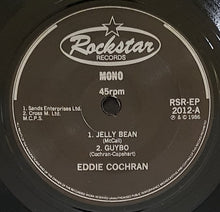 Rockstar
RECORDS
MONO
45rpm
1. Sands Enterprises Ltd.
2. Cross M. Ltd.
M.C.P.S.
RSR-EP
2012-A
℗ & © 1986
1. JELLY BEAN
(McCall)
2. GUYBO
(Cochran-Capehart)
EDDIE COCHRAN